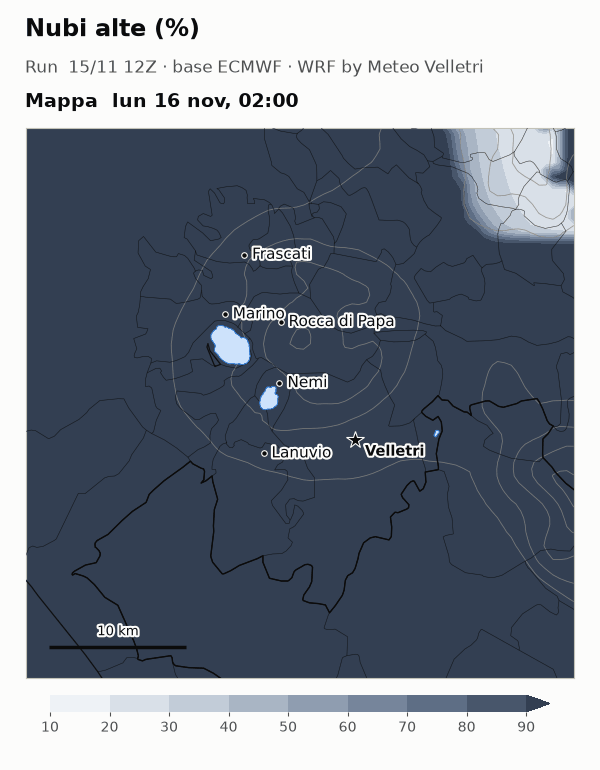 Nubi alte (%)
Run  15/11 12Z · base ECMWF · WRF by Meteo Velletri
Mappa  lun 16 nov, 02:00
Frascati
Marino
Rocca di Papa
Nemi
Velletri
Lanuvio
10 km
10 20 30 40 50 60 70 80 90